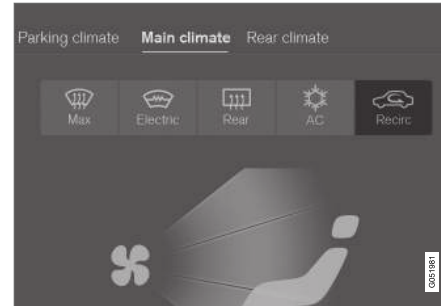 Parking climate Main climate Rear climate
Max Electric Rear AC Recirc
G051981